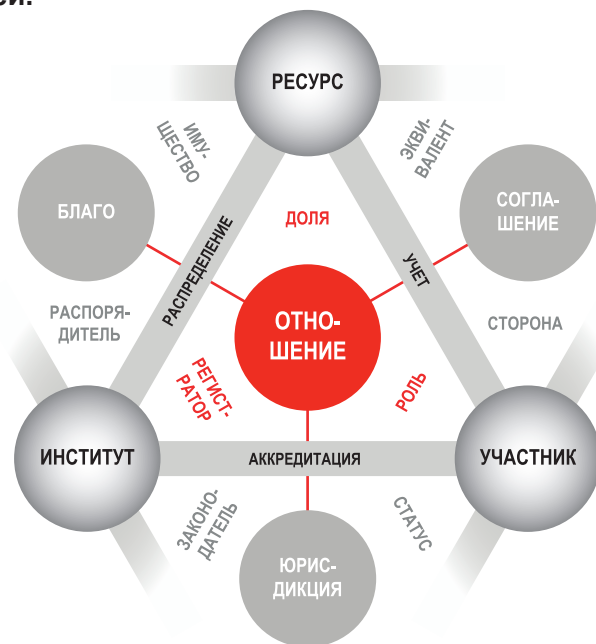 РЕСУРС
ИМУ-
ЩЕСТВО
ЭКВИ-
ВАЛЕНТ
БЛАГО
СОГЛА-
ШЕНИЕ
ДОЛЯ
РАСПРЕДЕЛЕНИЕ
УЧЕТ
РАСПОРЯ-
ДИТЕЛЬ
ОТНО-
ШЕНИЕ
СТОРОНА
РЕГИСТ-
РАТОР
РОЛЬ
ИНСТИТУТ
АККРЕДИТАЦИЯ
УЧАСТНИК
ЗАКОНО-
ДАТЕЛЬ
СТАТУС
ЮРИС-
ДИКЦИЯ